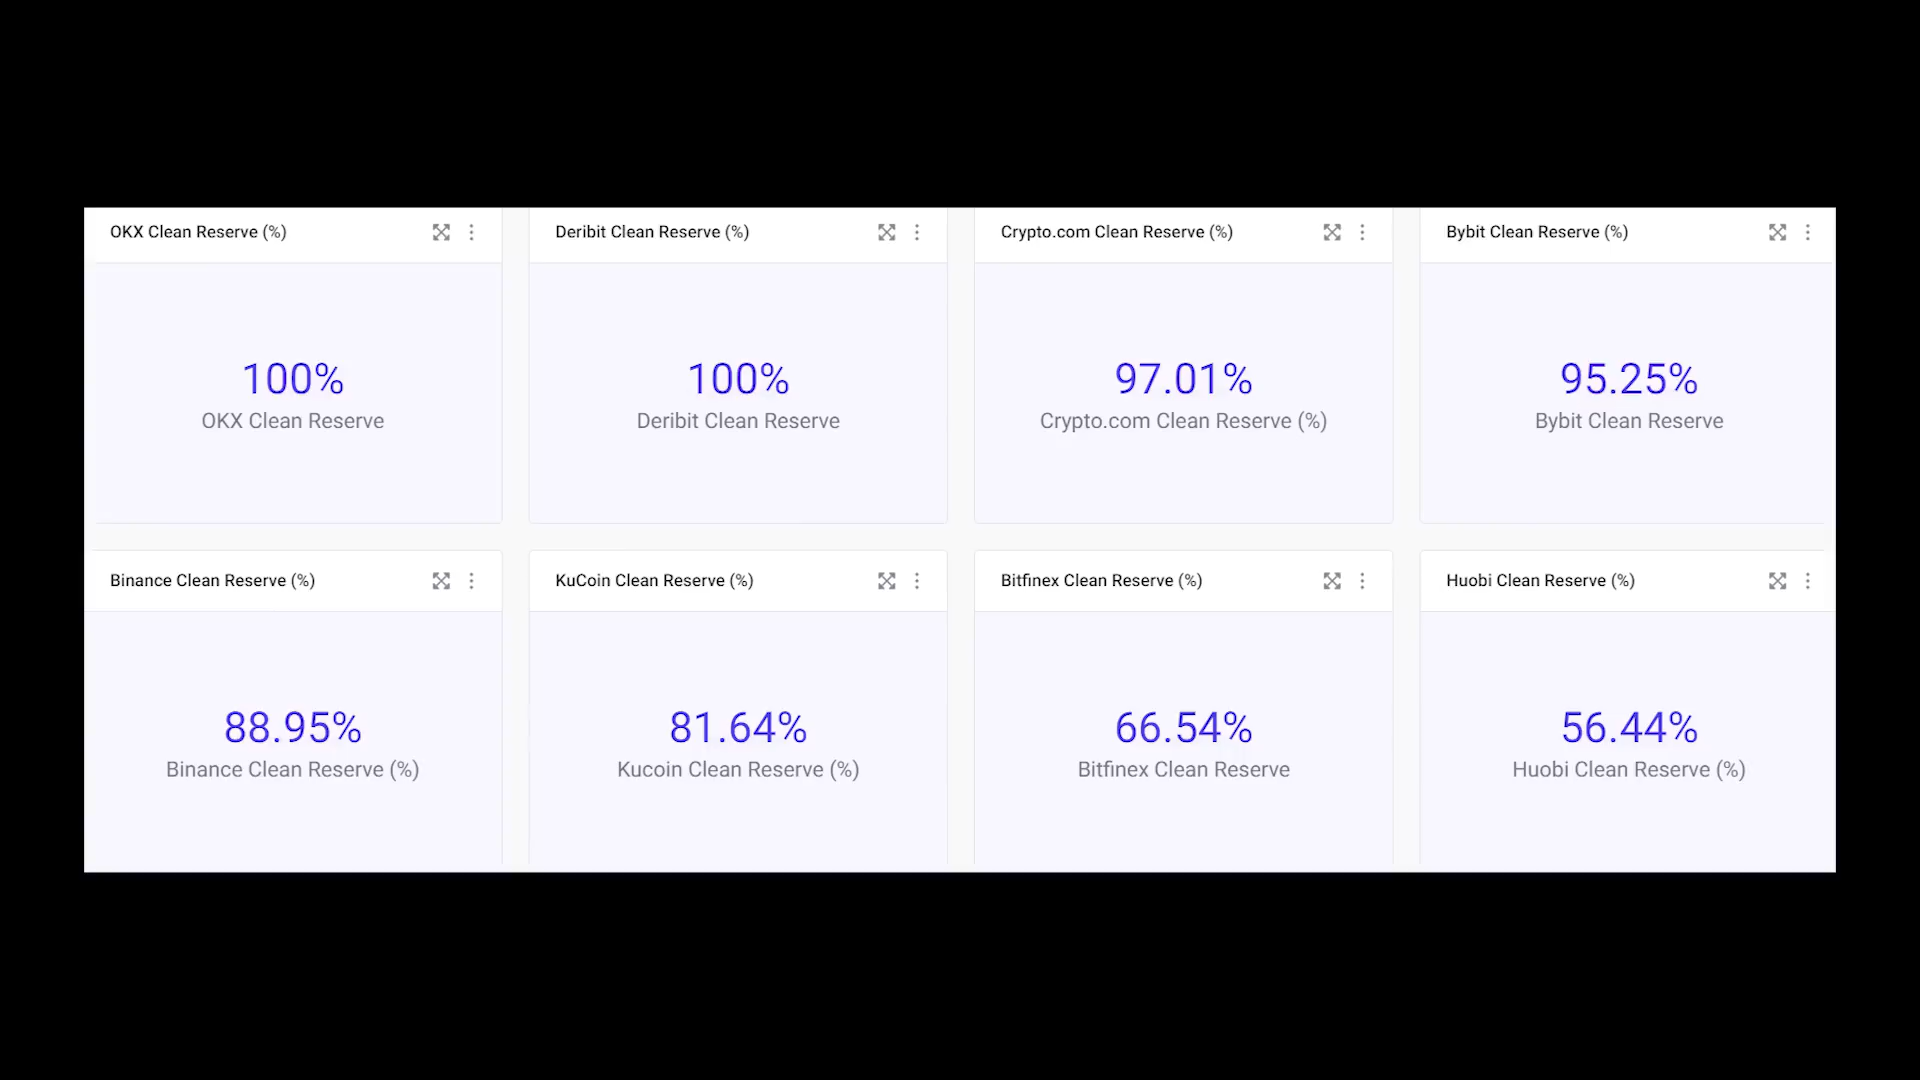 OKX Clean Reserve (%)
100%
OKX Clean Reserve
Deribit Clean Reserve (%)
100%
Deribit Clean Reserve
Crypto.com Clean Reserve (%)
97.01%
Crypto.com Clean Reserve (%)
Bybit Clean Reserve (%)
95.25%
Bybit Clean Reserve
Binance Clean Reserve (%)
88.95%
Binance Clean Reserve (%)
KuCoin Clean Reserve (%)
81.64%
Kucoin Clean Reserve (%)
Bitfinex Clean Reserve (%)
66.54%
Bitfinex Clean Reserve
Huobi Clean Reserve (%)
56.44%
Huobi Clean Reserve (%)